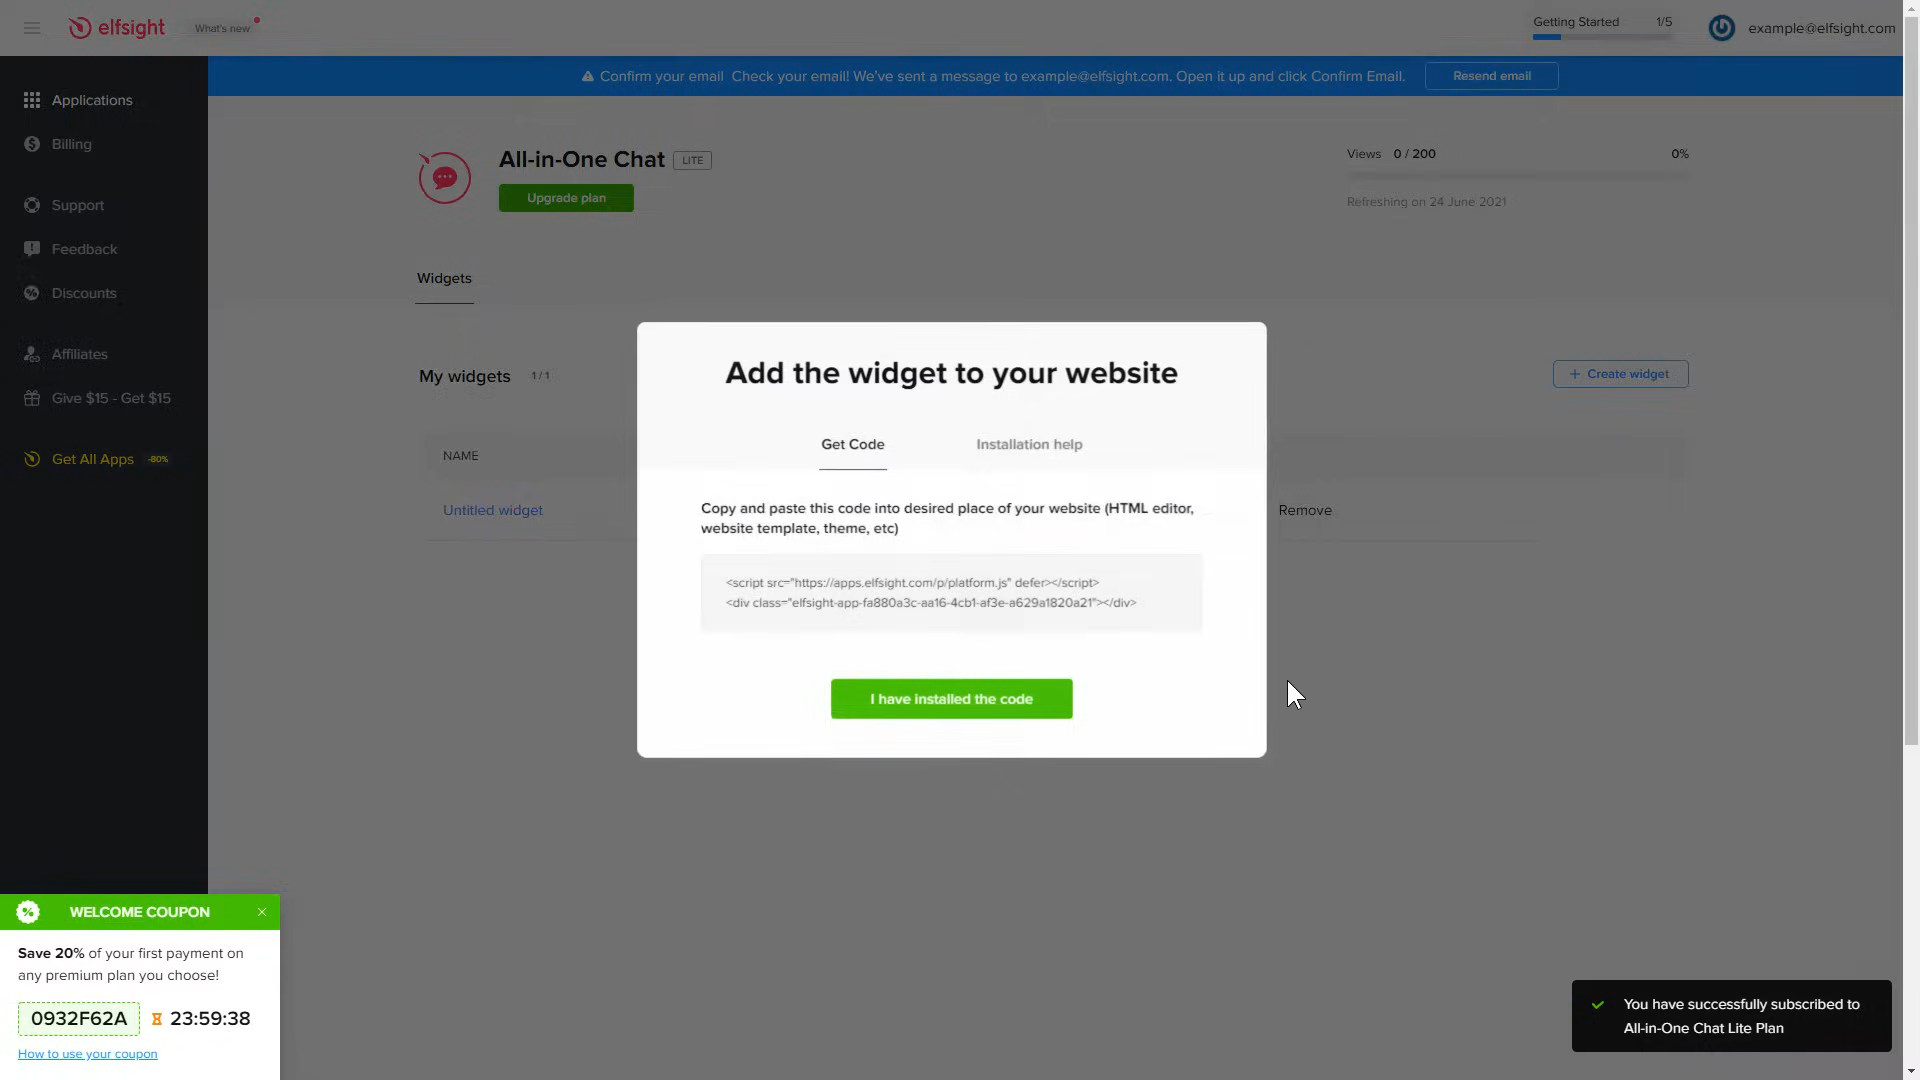 elfsight
What's new
Getting Started 1/5
example@elfsight.com
Confirm your email Check your email! We've sent a message to example@elfsight.com. Open it up and click Confirm Email.
Resend email
Applications
Billing
Support
Feedback
Discounts
Affiliates
Give $15 - Get $15
Get All Apps -80%
All-in-One Chat LITE
Upgrade plan
Views 0 / 200 0%
Refreshing on 24 June 2021
Widgets
My widgets 1 / 1
+ Create widget
NAME
Untitled widget
Remove
Add the widget to your website
Get Code Installation help
Copy and paste this code into desired place of your website (HTML editor,
website template, theme, etc)
<script src="https://apps.elfsight.com/p/platform.js" defer></script>
<div class="elfsight-app-fa880a3c-aa16-4cb1-af3e-a629a1820a21"></div>
I have installed the code
WELCOME COUPON
Save 20% of your first payment on
any premium plan you choose!
0932F62A 23:59:38
How to use your coupon
You have successfully subscribed to
All-in-One Chat Lite Plan